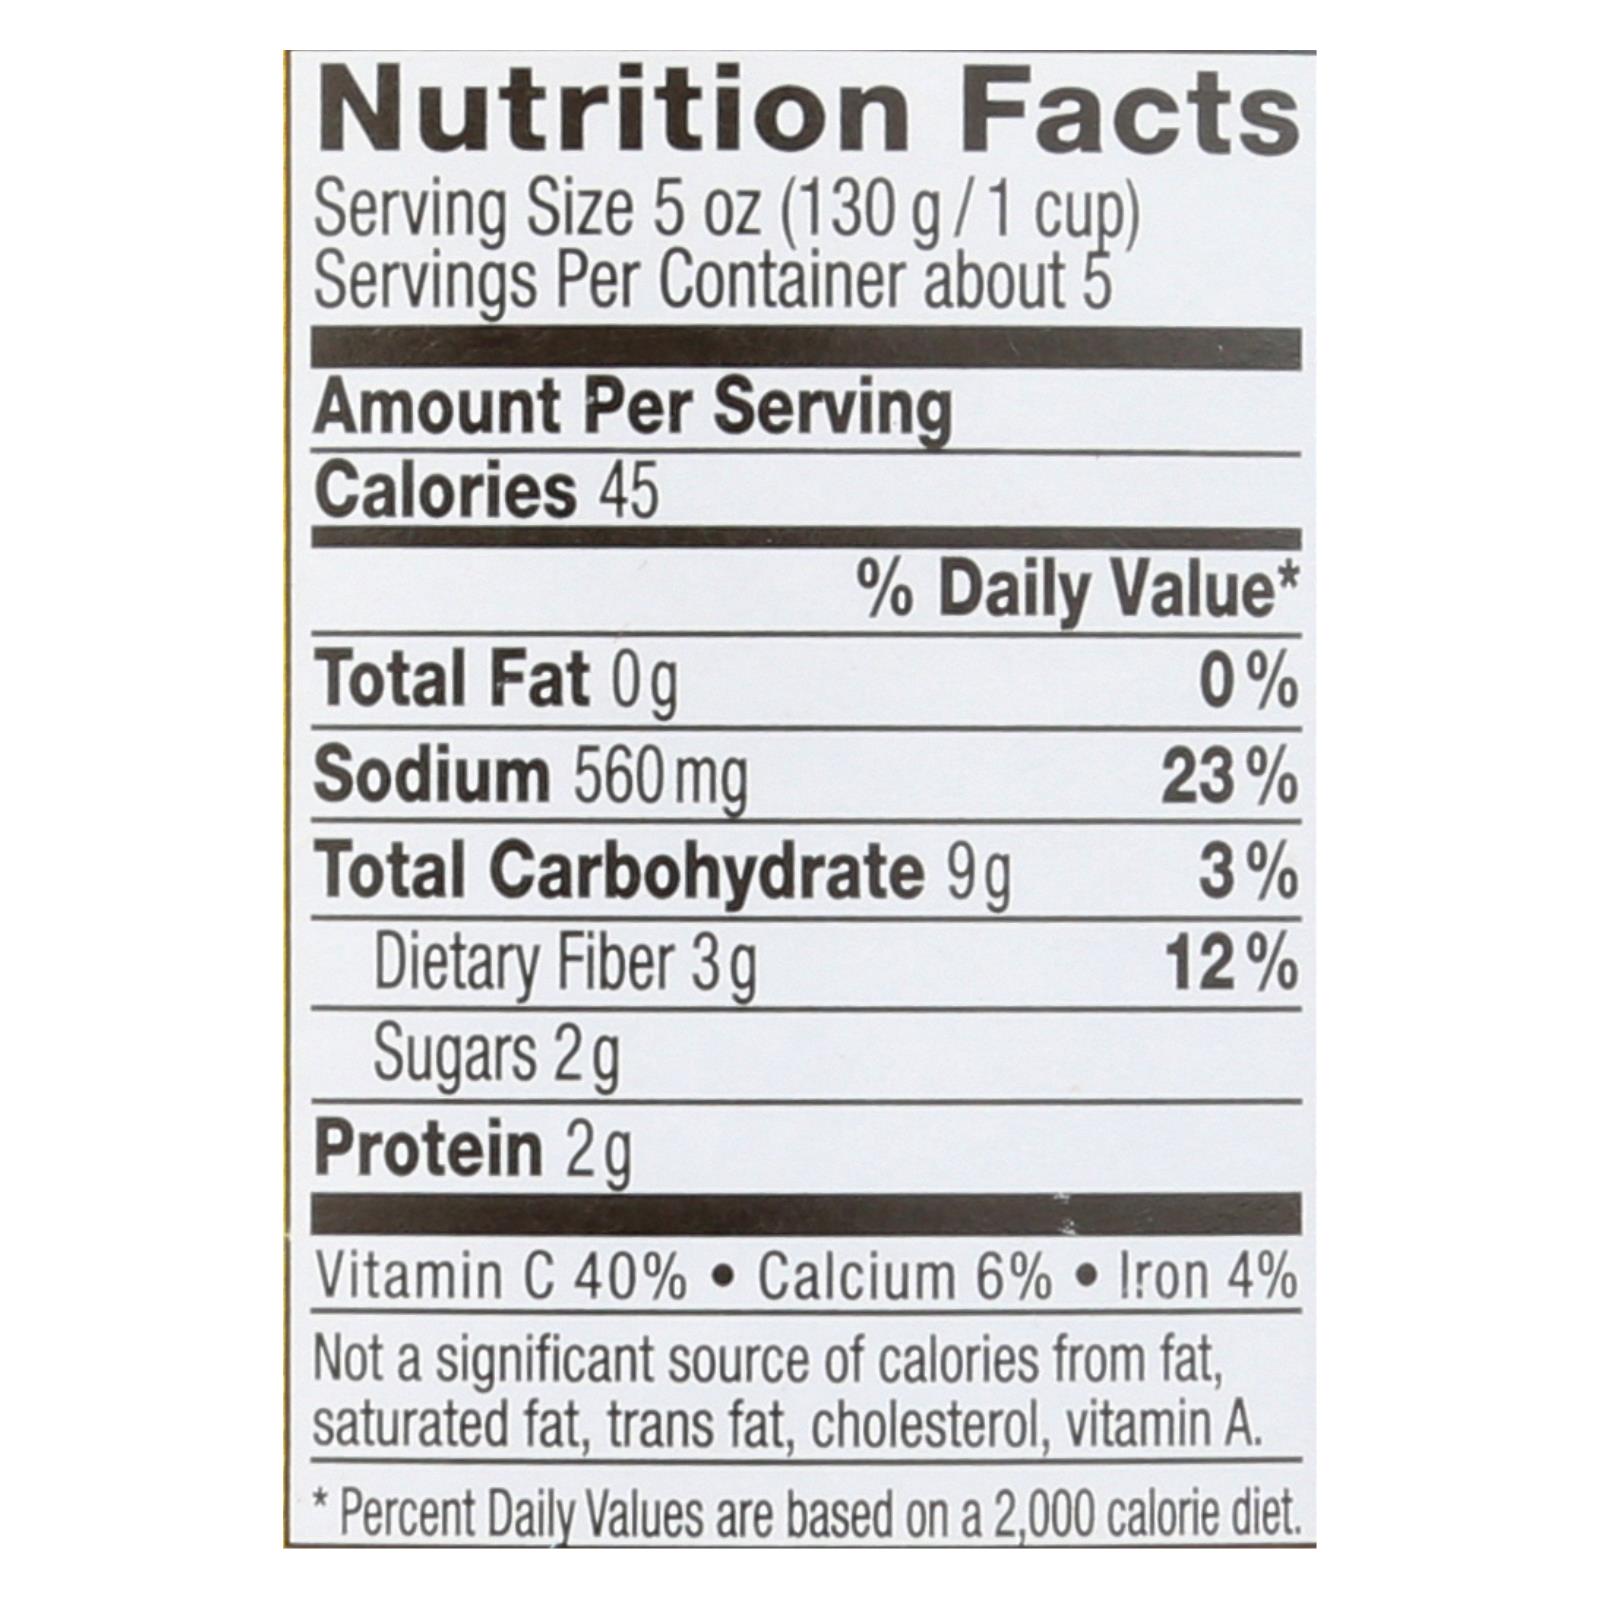 Nutrition Facts
Serving Size 5 oz (130 g / 1 cup)
Servings Per Container about 5
Amount Per Serving
Calories 45
% Daily Value*
Total Fat 0g 0%
Sodium 560mg 23%
Total Carbohydrate 9g 3%
Dietary Fiber 3g 12%
Sugars 2g
Protein 2g
Vitamin C 40% • Calcium 6% • Iron 4%
Not a significant source of calories from fat,
saturated fat, trans fat, cholesterol, vitamin A.
* Percent Daily Values are based on a 2,000 calorie diet.